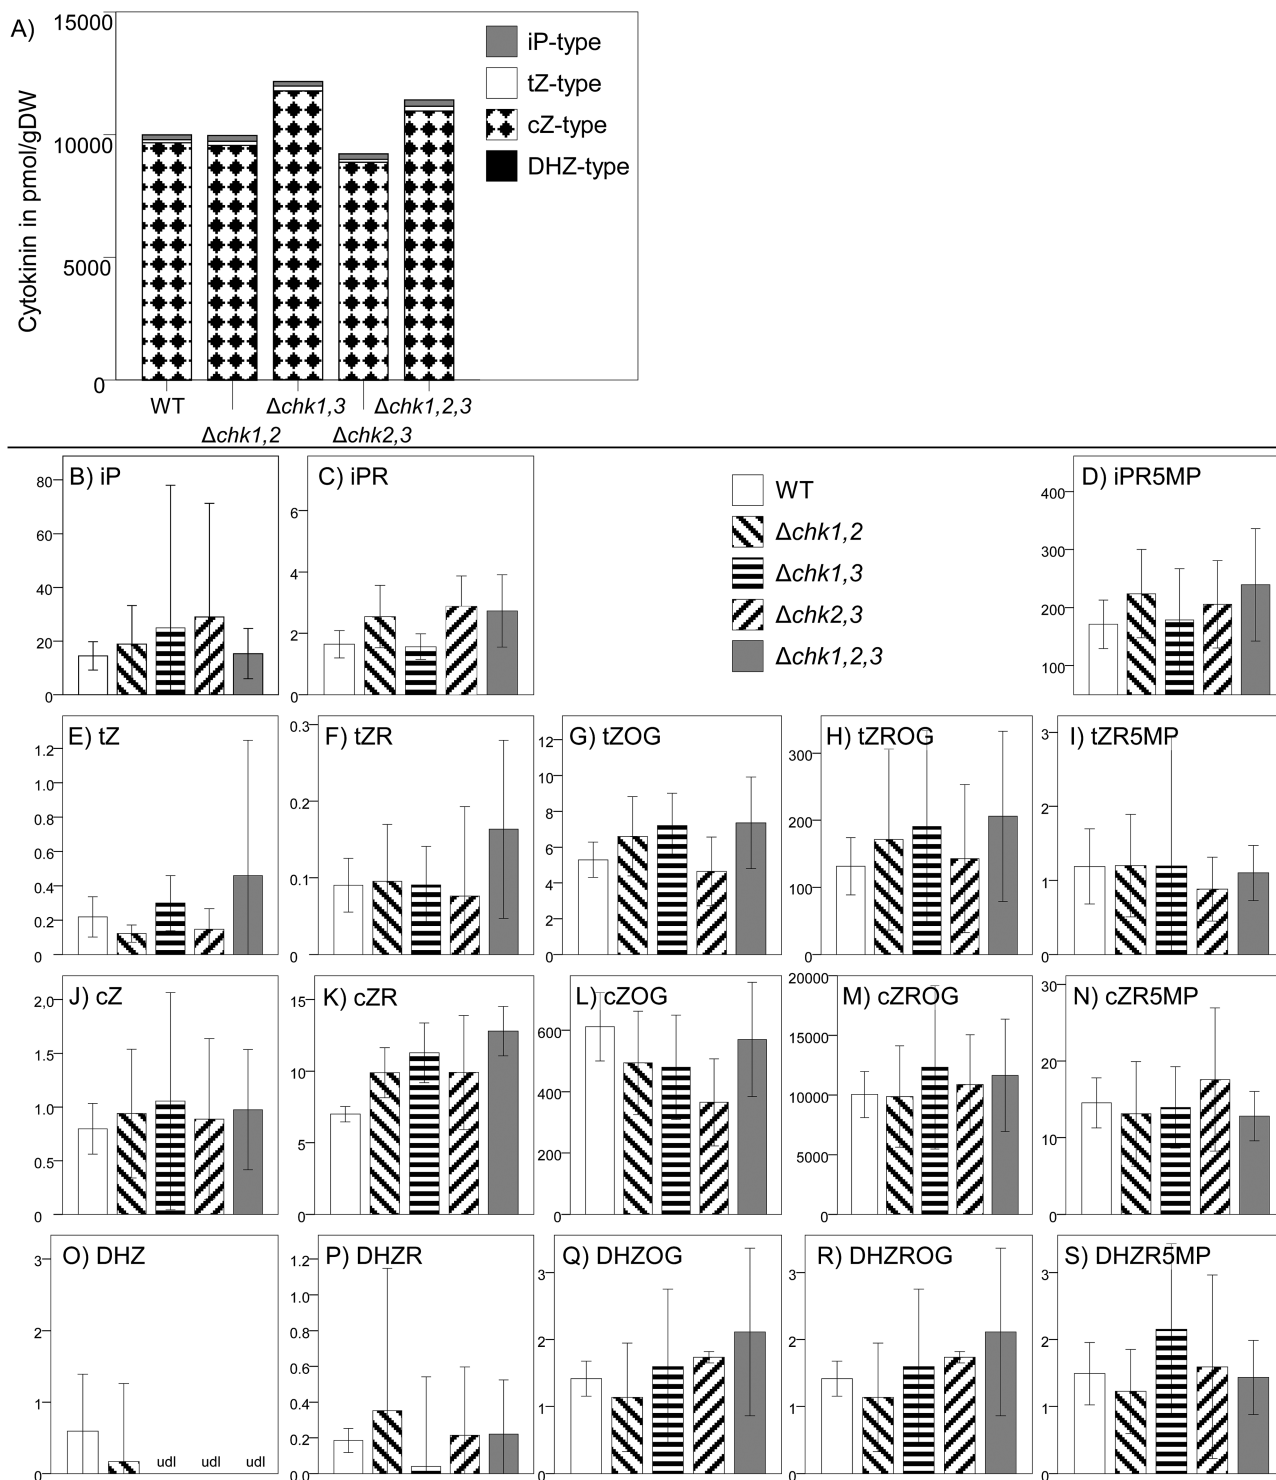 A)
Cytokinin in pmol/gDW
15000
10000
5000
0
iP-type
tZ-type
cZ-type
DHZ-type
WT
Δchk1,3
Δchk1,2,3
Δchk1,2
Δchk2,3
B) iP
80
60
40
20
0
C) iPR
6
4
2
0
WT
Δchk1,2
Δchk1,3
Δchk2,3
Δchk1,2,3
D) iPR5MP
400
300
200
100
E) tZ
1.2
1.0
0.8
0.6
0.4
0.2
0
F) tZR
0.3
0.2
0.1
0
G) tZOG
12
10
8
6
4
2
0
H) tZROG
300
200
100
0
I) tZR5MP
3
2
1
0
J) cZ
2,0
1.5
1.0
0.5
0
K) cZR
15
10
5
0
L) cZOG
600
400
200
0
M) cZROG
20000
15000
10000
5000
0
N) cZR5MP
30
20
10
0
O) DHZ
3
2
1
0
udl udl udl
P) DHZR
1.2
1.0
0.8
0.6
0.4
0.2
0.0
Q) DHZOG
3
2
1
0
R) DHZROG
3
2
1
0
S) DHZR5MP
3
2
1
0